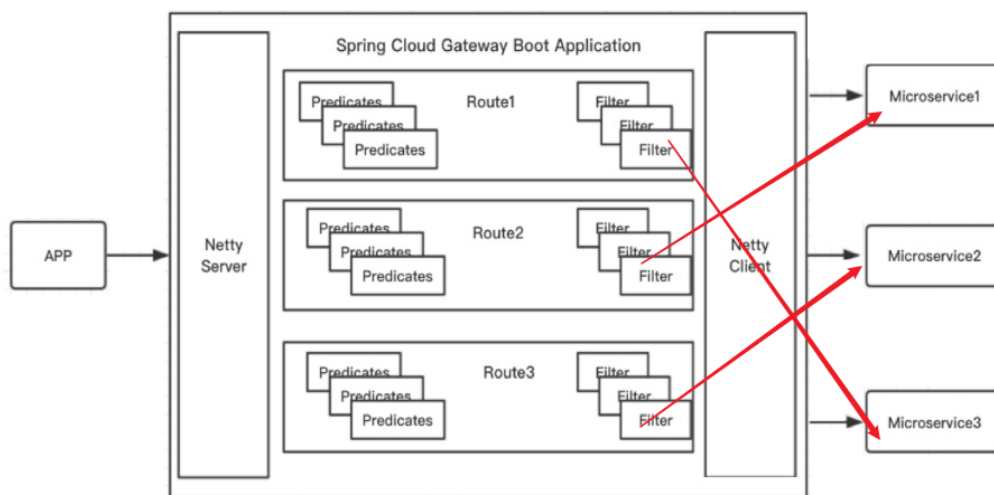 Spring Cloud Gateway Boot Application
APP
Netty
Server
Predicates
Predicates
Predicates
Route1
Filter
Filter
Filter
Predicates
Predicates
Predicates
Route2
Filter
Filter
Filter
Predicates
Predicates
Predicates
Route3
Filter
Filter
Filter
Netty
Client
Microservice1
Microservice2
Microservice3